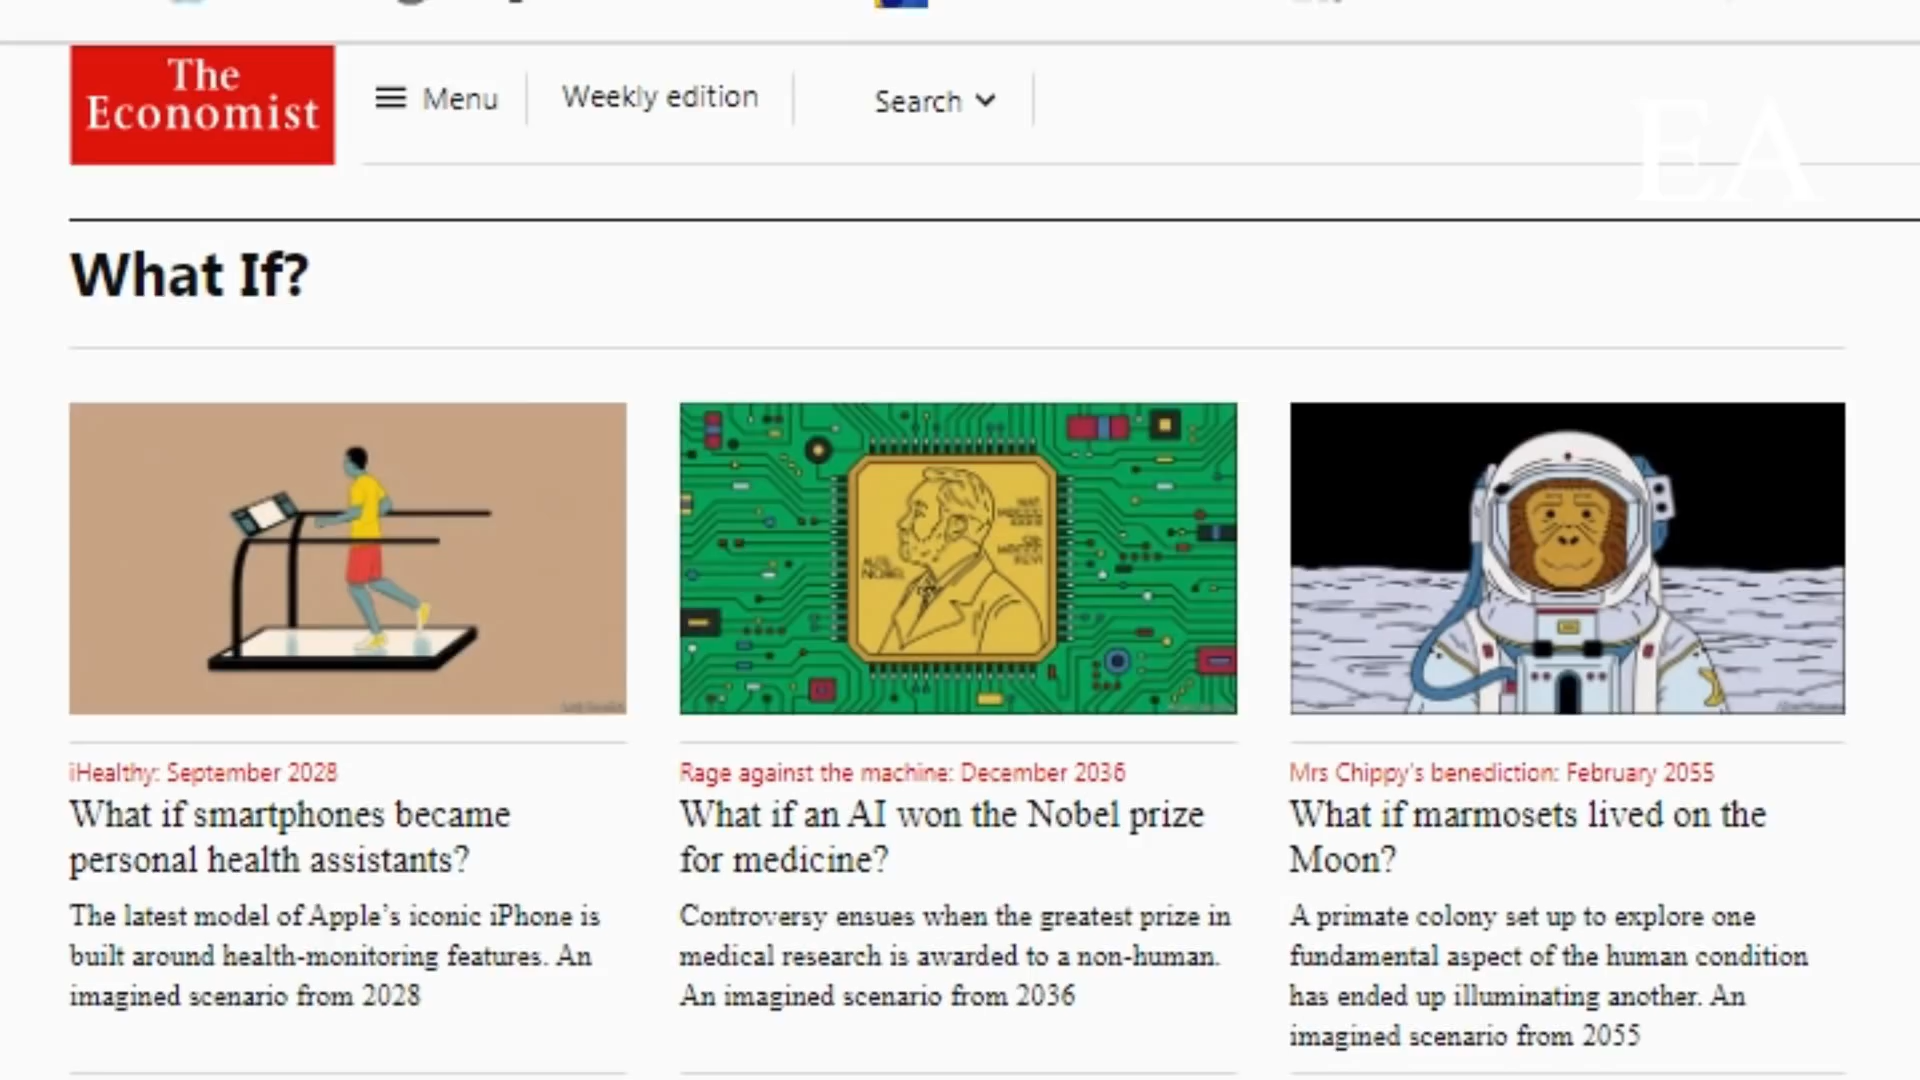 The
Economist
Menu
Weekly edition
Search
EA
What If?
iHealthy: September 2028
What if smartphones became
personal health assistants?
The latest model of Apple’s iconic iPhone is
built around health-monitoring features. An
imagined scenario from 2028
NOBEL
Rage against the machine: December 2036
What if an AI won the Nobel prize
for medicine?
Controversy ensues when the greatest prize in
medical research is awarded to a non-human.
An imagined scenario from 2036
Mrs Chippy's benediction: February 2055
What if marmosets lived on the
Moon?
A primate colony set up to explore one
fundamental aspect of the human condition
has ended up illuminating another. An
imagined scenario from 2055